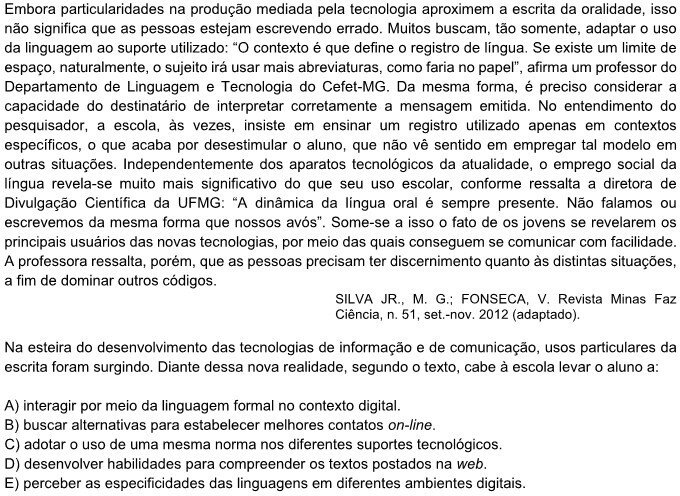 Embora particularidades na produção mediada pela tecnologia aproximem a escrita da oralidade, isso
não significa que as pessoas estejam escrevendo errado. Muitos buscam, tão somente, adaptar o uso
da linguagem ao suporte utilizado: “O contexto é que define o registro de língua. Se existe um limite de
espaço, naturalmente, o sujeito irá usar mais abreviaturas, como faria no papel”, afirma um professor do
Departamento de Linguagem e Tecnologia do Cefet-MG. Da mesma forma, é preciso considerar a
capacidade do destinatário de interpretar corretamente a mensagem emitida. No entendimento do
pesquisador, a escola, às vezes, insiste em ensinar um registro utilizado apenas em contextos
específicos, o que acaba por desestimular o aluno, que não vê sentido em empregar tal modelo em
outras situações. Independentemente dos aparatos tecnológicos da atualidade, o emprego social da
língua revela-se muito mais significativo do que seu uso escolar, conforme ressalta a diretora de
Divulgação Científica da UFMG: “A dinâmica da língua oral é sempre presente. Não falamos ou
escrevemos da mesma forma que nossos avós”. Some-se a isso o fato de os jovens se revelarem os
principais usuários das novas tecnologias, por meio das quais conseguem se comunicar com facilidade.
A professora ressalta, porém, que as pessoas precisam ter discernimento quanto às distintas situações,
a fim de dominar outros códigos.
SILVA JR., M. G.; FONSECA, V. Revista Minas Faz
Ciência, n. 51, set.-nov. 2012 (adaptado).
Na esteira do desenvolvimento das tecnologias de informação e de comunicação, usos particulares da
escrita foram surgindo. Diante dessa nova realidade, segundo o texto, cabe à escola levar o aluno a:
A) interagir por meio da linguagem formal no contexto digital.
B) buscar alternativas para estabelecer melhores contatos on-line.
C) adotar o uso de uma mesma norma nos diferentes suportes tecnológicos.
D) desenvolver habilidades para compreender os textos postados na web.
E) perceber as especificidades das linguagens em diferentes ambientes digitais.